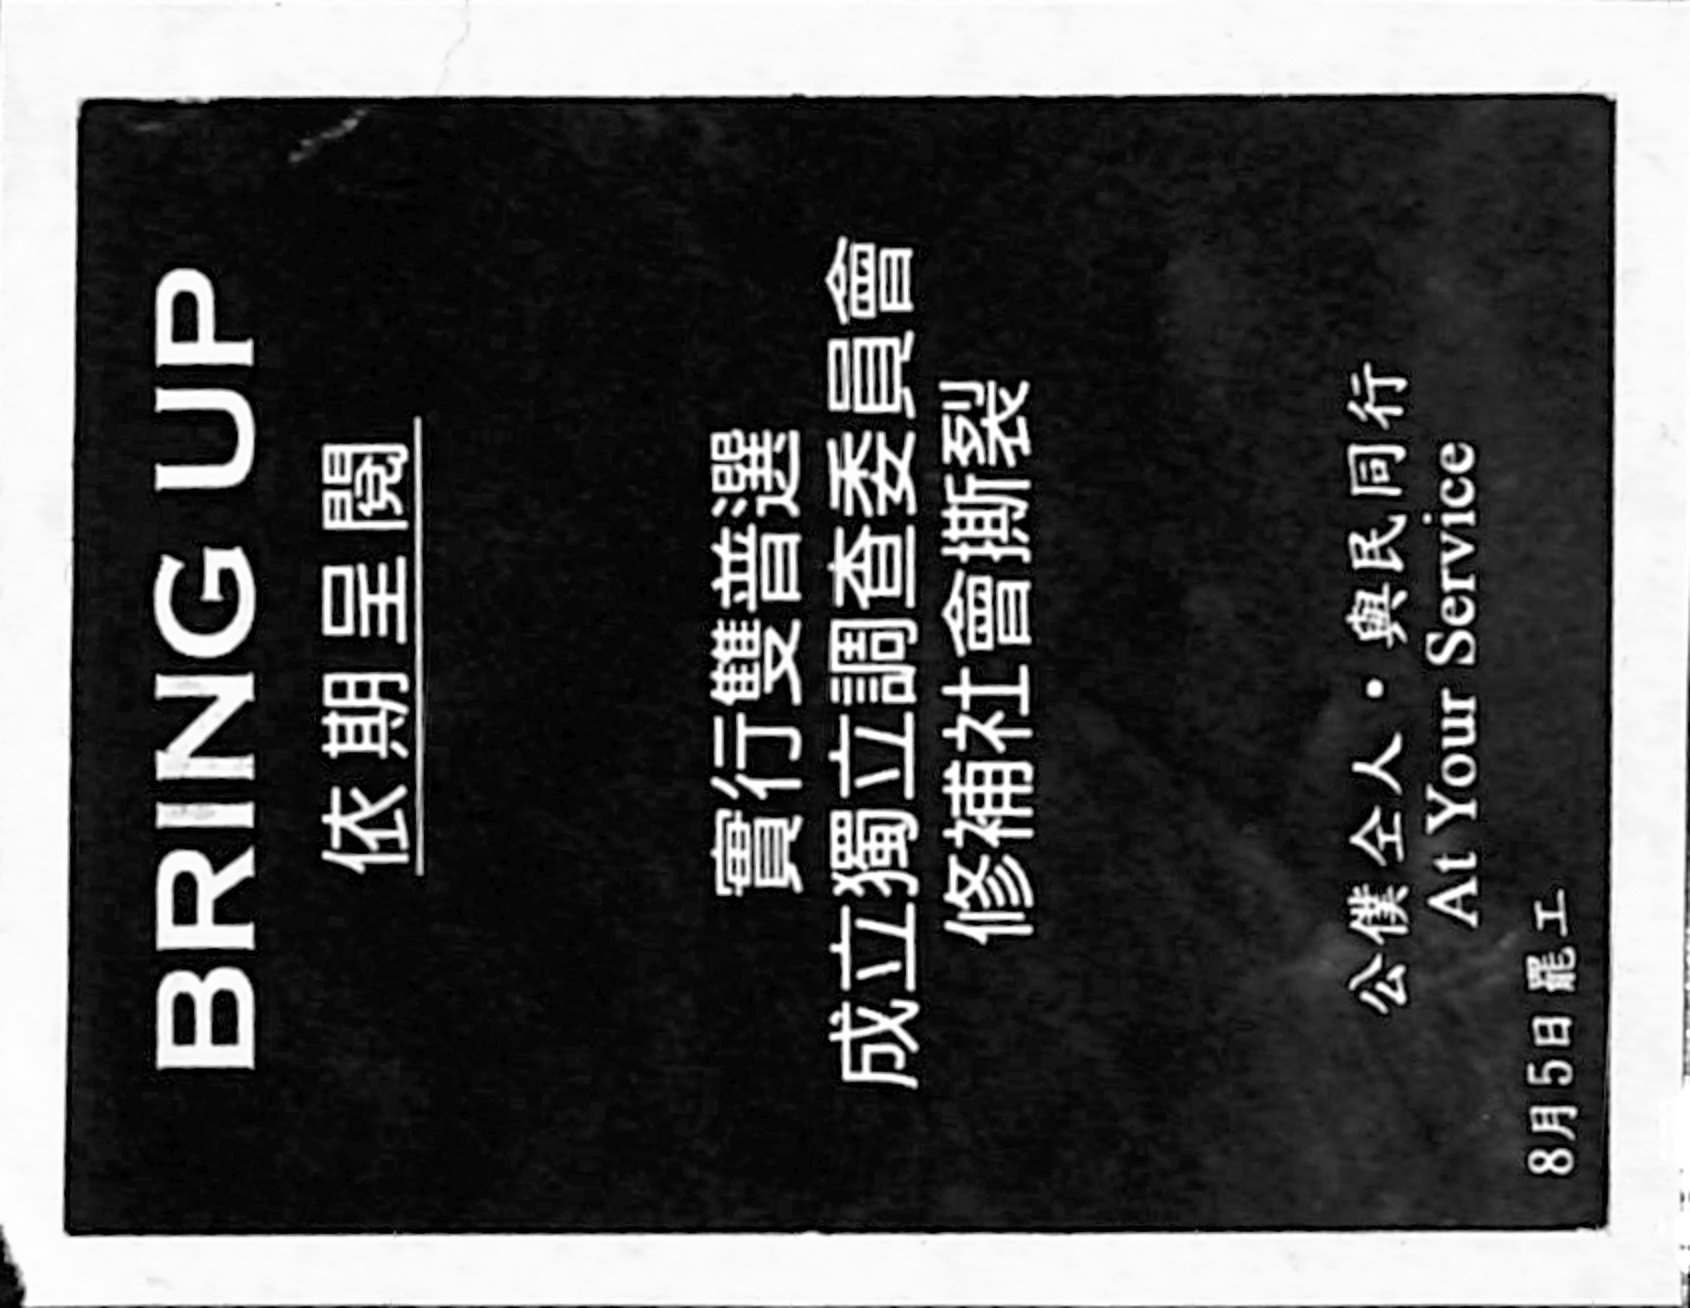 BRING UP
依期呈閱
實行雙普選
成立獨立調查委員會
修補社會撕裂
公僕仝人・與民同行
At Your Service
8月5日罷工